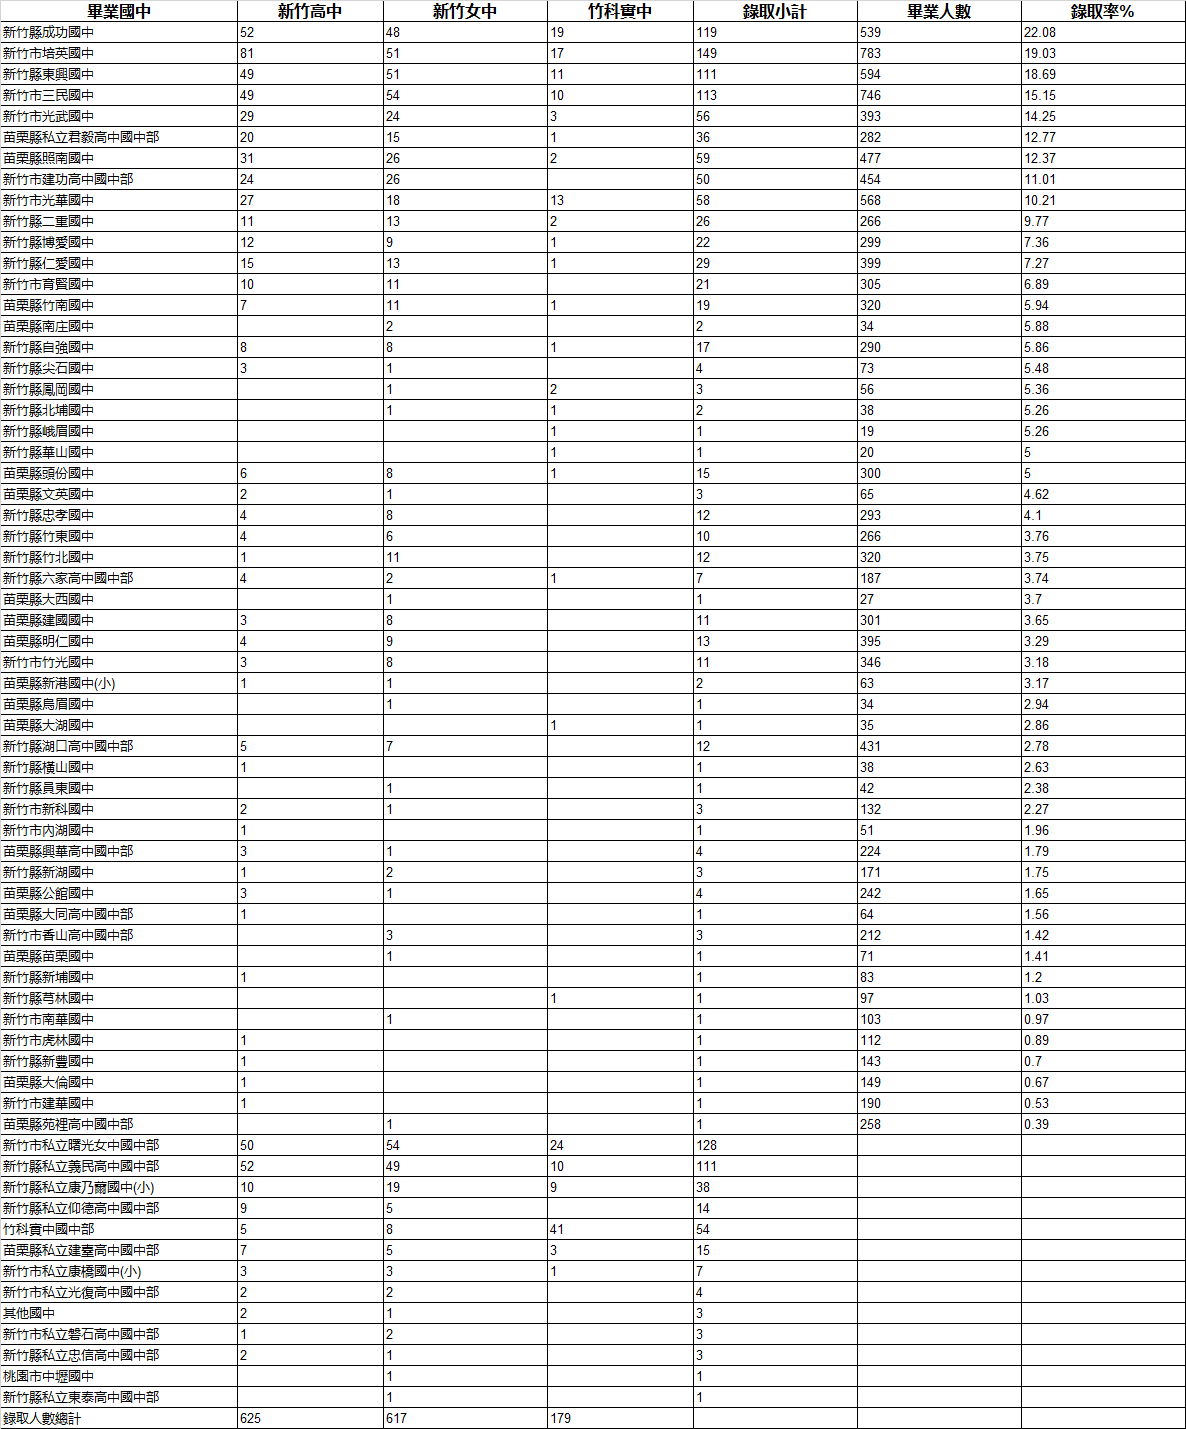 畢業國中 新竹高中 新竹女中 竹科實中 錄取小計 畢業人數 錄取率%
新竹縣成功國中 52 48 19 119 539 22.08
新竹市培英國中 81 51 17 149 783 19.03
新竹縣東興國中 49 51 11 111 594 18.69
新竹市三民國中 49 54 10 113 746 15.15
新竹市光武國中 29 24 3 56 393 14.25
苗栗縣私立君毅高中國中部 20 15 1 36 282 12.77
苗栗縣照南國中 31 26 2 59 477 12.37
新竹市建功高中國中部 24 26 50 454 11.01
新竹市光華國中 27 18 13 58 568 10.21
新竹縣二重國中 11 13 2 26 266 9.77
新竹縣博愛國中 12 9 1 22 299 7.36
新竹縣仁愛國中 15 13 1 29 399 7.27
新竹市育賢國中 10 11 21 305 6.89
苗栗縣竹南國中 7 11 1 19 320 5.94
苗栗縣南庄國中 2 2 34 5.88
新竹縣自強國中 8 8 1 17 290 5.86
新竹縣尖石國中 3 1 4 73 5.48
新竹縣鳳岡國中 1 2 3 56 5.36
新竹縣北埔國中 1 1 2 38 5.26
新竹縣峨眉國中 1 1 19 5.26
新竹縣華山國中 1 1 20 5
苗栗縣頭份國中 6 8 1 15 300 5
苗栗縣文英國中 2 1 3 65 4.62
新竹縣忠孝國中 4 8 12 293 4.1
新竹縣竹東國中 4 6 10 266 3.76
新竹縣竹北國中 1 11 12 320 3.75
新竹縣六家高中國中部 4 2 1 7 187 3.74
苗栗縣大西國中 1 1 27 3.7
苗栗縣建國國中 3 8 11 301 3.65
苗栗縣明仁國中 4 9 13 395 3.29
新竹市竹光國中 3 8 11 346 3.18
苗栗縣新港國中(小) 1 1 2 63 3.17
苗栗縣烏眉國中 1 1 34 2.94
苗栗縣大湖國中 1 1 35 2.86
新竹縣湖口高中國中部 5 7 12 431 2.78
新竹縣橫山國中 1 1 38 2.63
新竹縣員東國中 1 1 42 2.38
新竹市新科國中 2 1 3 132 2.27
新竹市內湖國中 1 1 51 1.96
苗栗縣興華高中國中部 3 1 4 224 1.79
新竹縣新湖國中 1 2 3 171 1.75
苗栗縣公館國中 3 1 4 242 1.65
苗栗縣大同高中國中部 1 1 64 1.56
新竹市香山高中國中部 3 3 212 1.42
苗栗縣苗栗國中 1 1 71 1.41
新竹縣新埔國中 1 1 83 1.2
新竹縣芎林國中 1 1 97 1.03
新竹市南華國中 1 1 103 0.97
新竹市虎林國中 1 1 112 0.89
新竹縣新豐國中 1 1 143 0.7
苗栗縣大倫國中 1 1 149 0.67
新竹市建華國中 1 1 190 0.53
苗栗縣苑裡高中國中部 1 1 258 0.39
新竹市私立曙光女中國中部 50 54 24 128
新竹縣私立義民高中國中部 52 49 10 111
新竹縣私立康乃爾國中(小) 10 19 9 38
新竹縣私立仰德高中國中部 9 5 14
竹科實中國中部 5 8 41 54
苗栗縣私立建臺高中國中部 7 5 3 15
新竹市私立康橋國中(小) 3 3 1 7
新竹市私立光復高中國中部 2 2 4
其他國中 2 1 3
新竹市私立磐石高中國中部 1 2 3
新竹縣私立忠信高中國中部 2 1 3
桃園市中壢國中 1 1
新竹縣私立東泰高中國中部 1 1
錄取人數總計 625 617 179